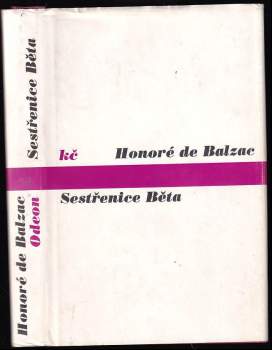 Honoré de Balzac Odeon Sestřenice Běta
kč Honoré de Balzac
Sestřenice Běta